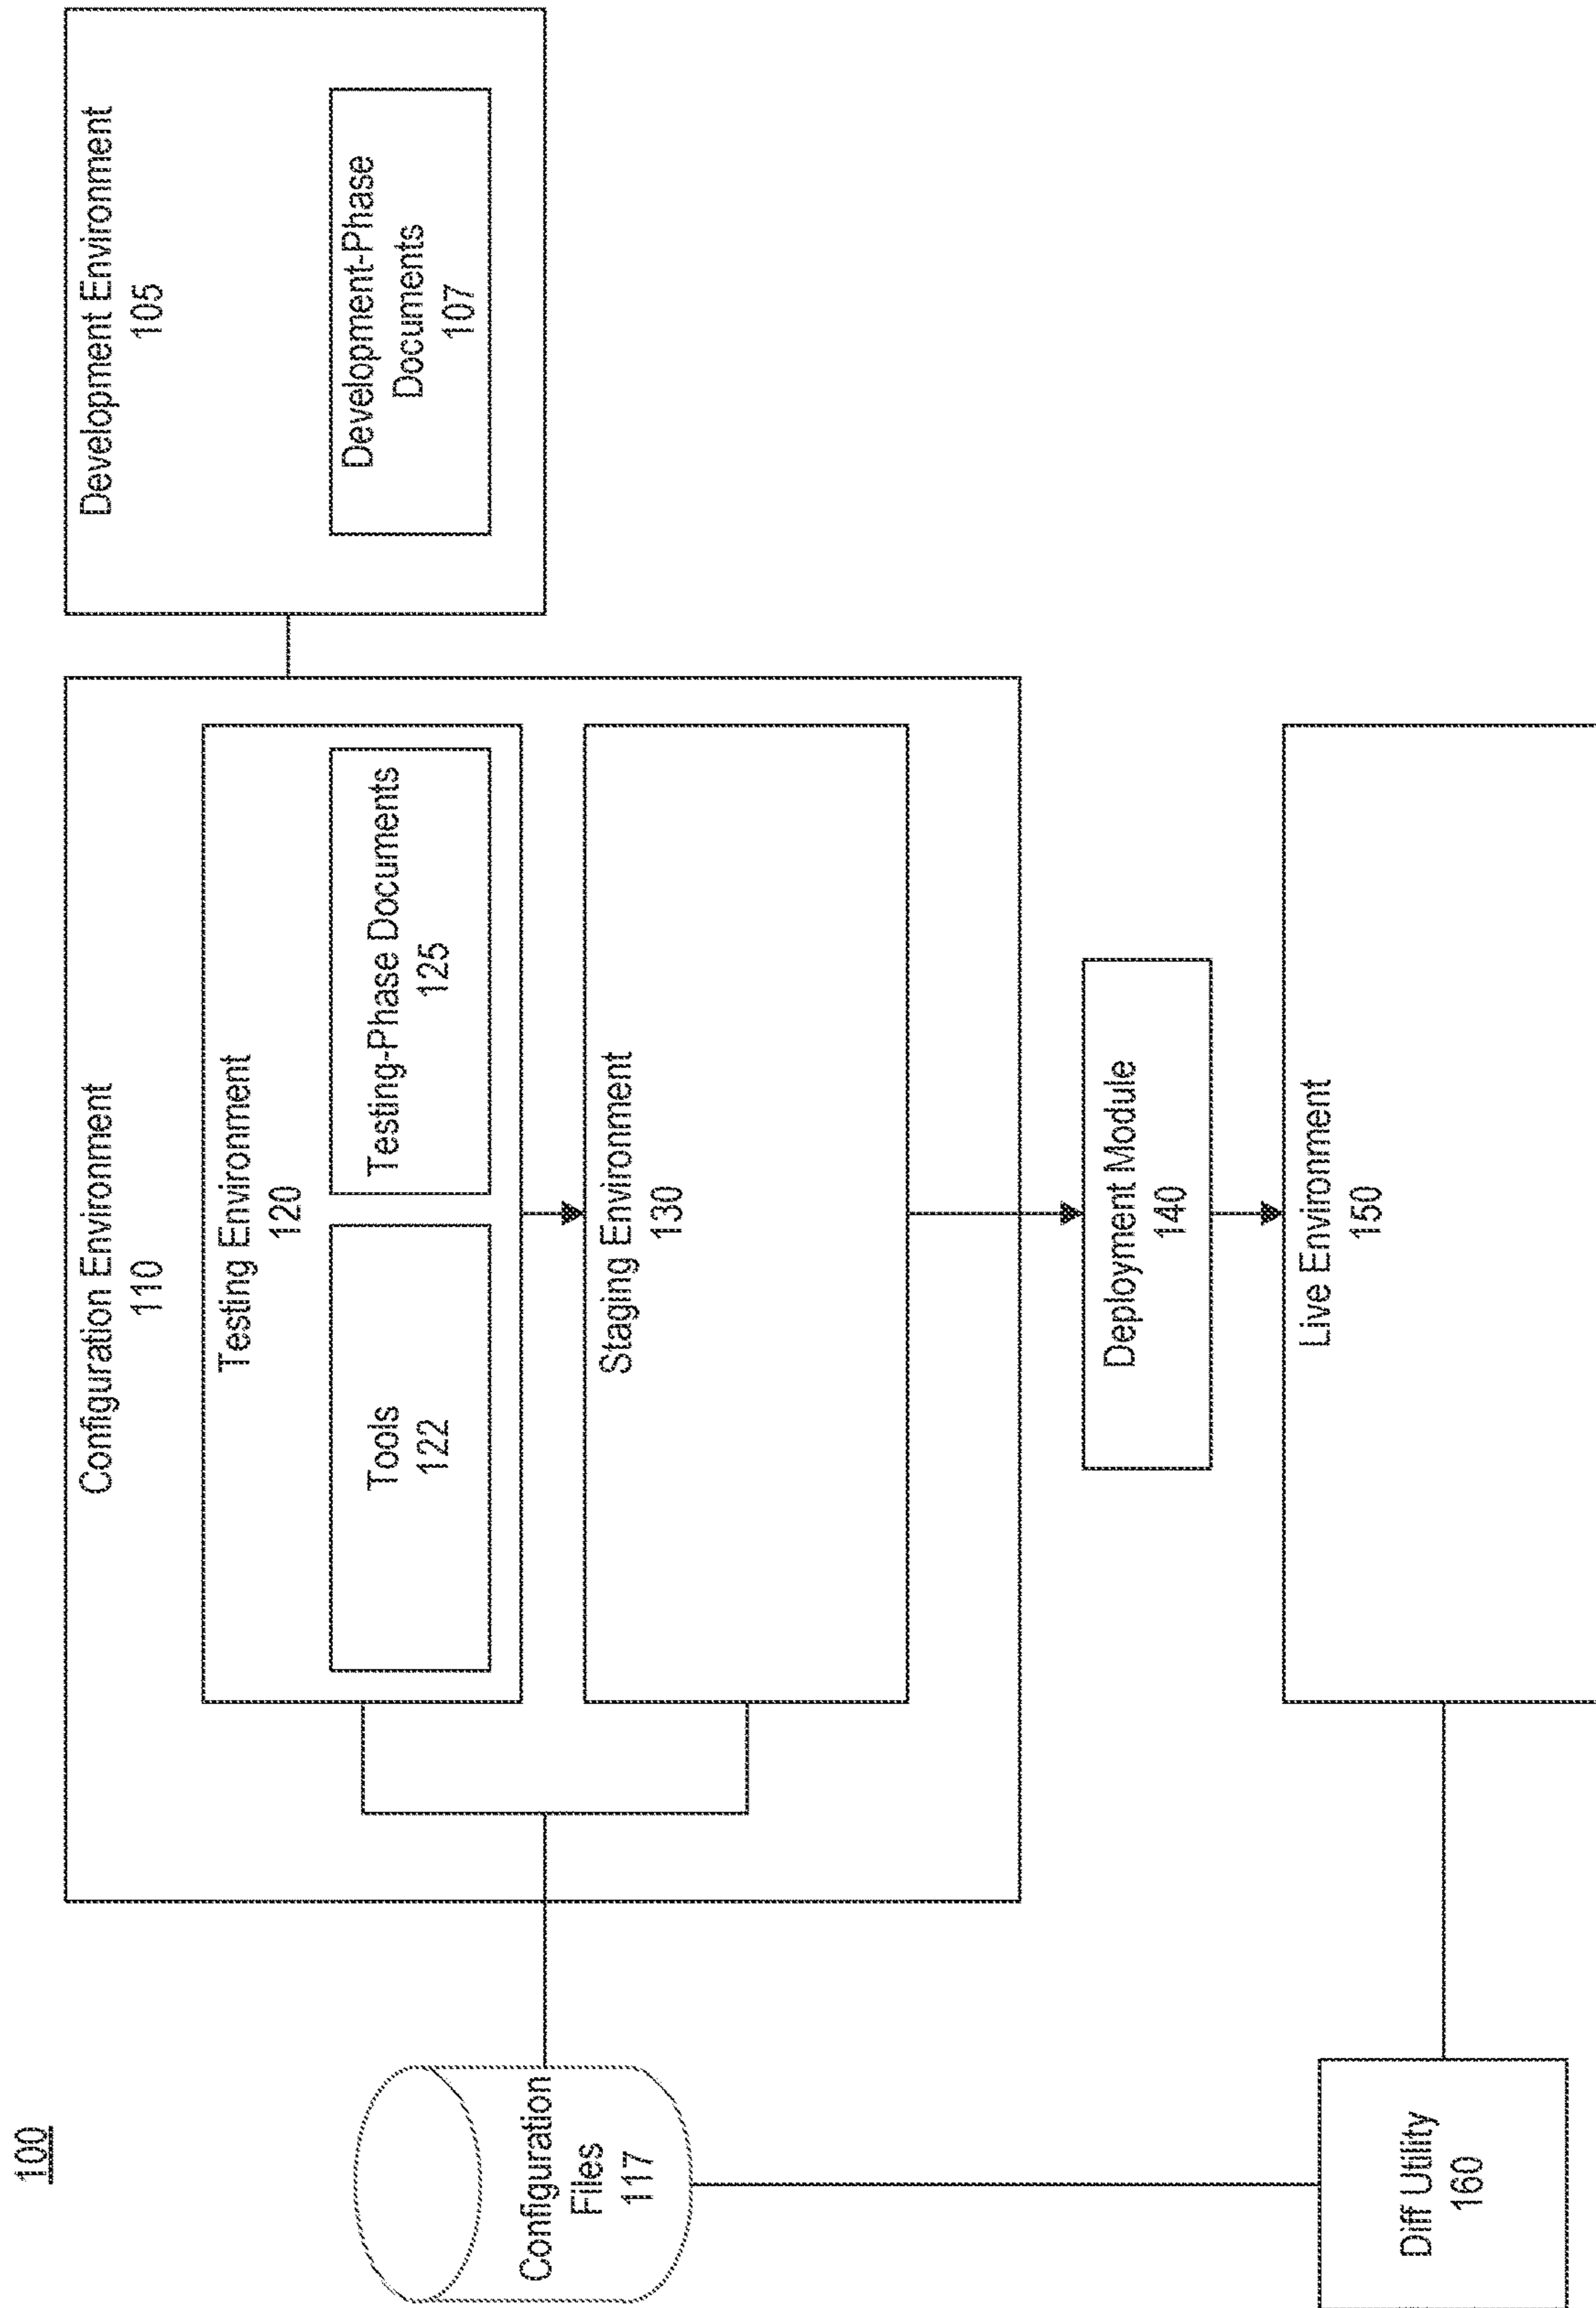 100
Configuration Environment
110
Development Environment
105
Testing Environment
120
Tools
122
Testing-Phase Documents
125
Development-Phase
Documents
107
Configuration
Files
117
Staging Environment
130
Deployment Module
140
Live Environment
150
Diff Utility
160